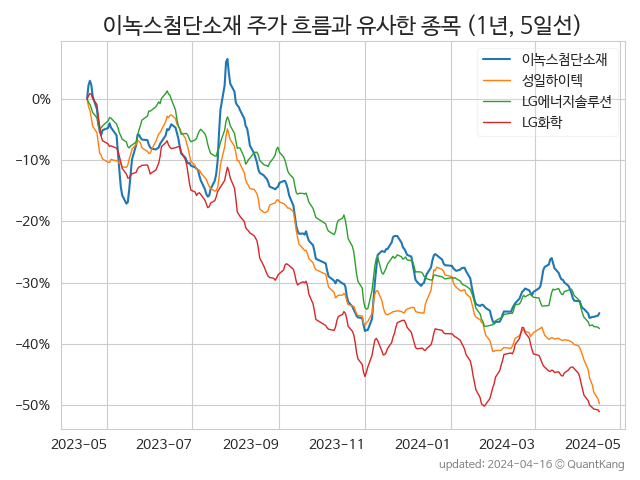 이녹스첨단소재 주가 흐름과 유사한 종목 (1년, 5일선)
이녹스첨단소재
성일하이텍
LG에너지솔루션
LG화학
0%
−10%
−20%
−30%
−40%
−50%
2023-05 2023-07 2023-09 2023-11 2024-01 2024-03 2024-05
updated: 2024-04-16 © QuantKang